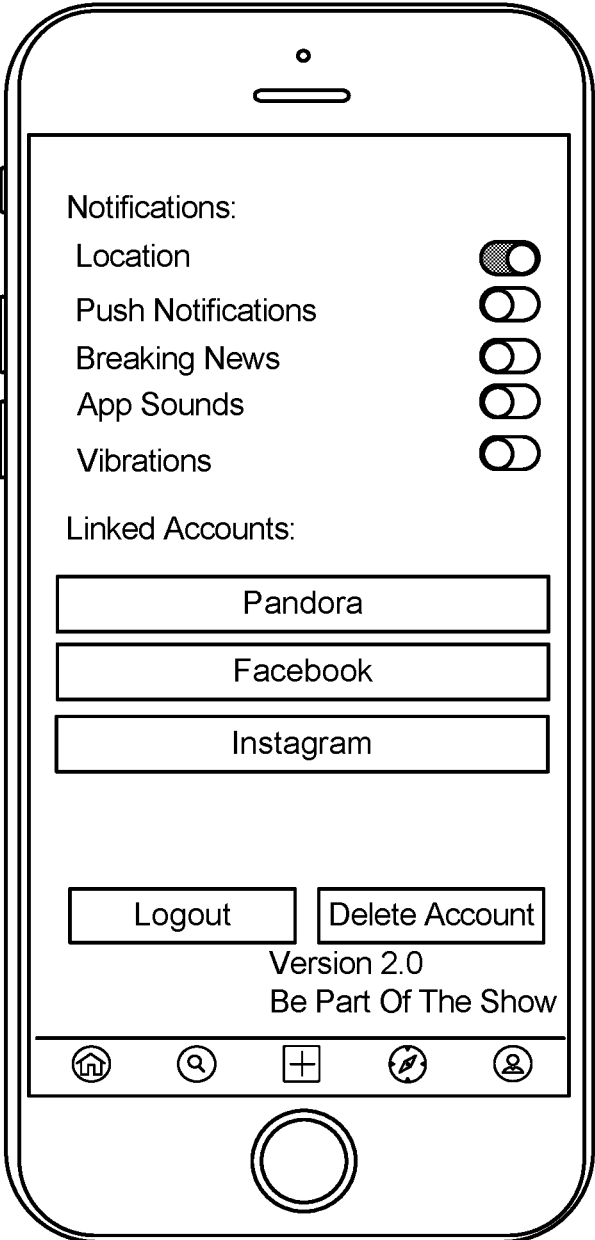 Notifications:
Location
Push Notifications
Breaking News
App Sounds
Vibrations
Linked Accounts:
Pandora
Facebook
Instagram
Logout
Delete Account
Version 2.0
Be Part Of The Show